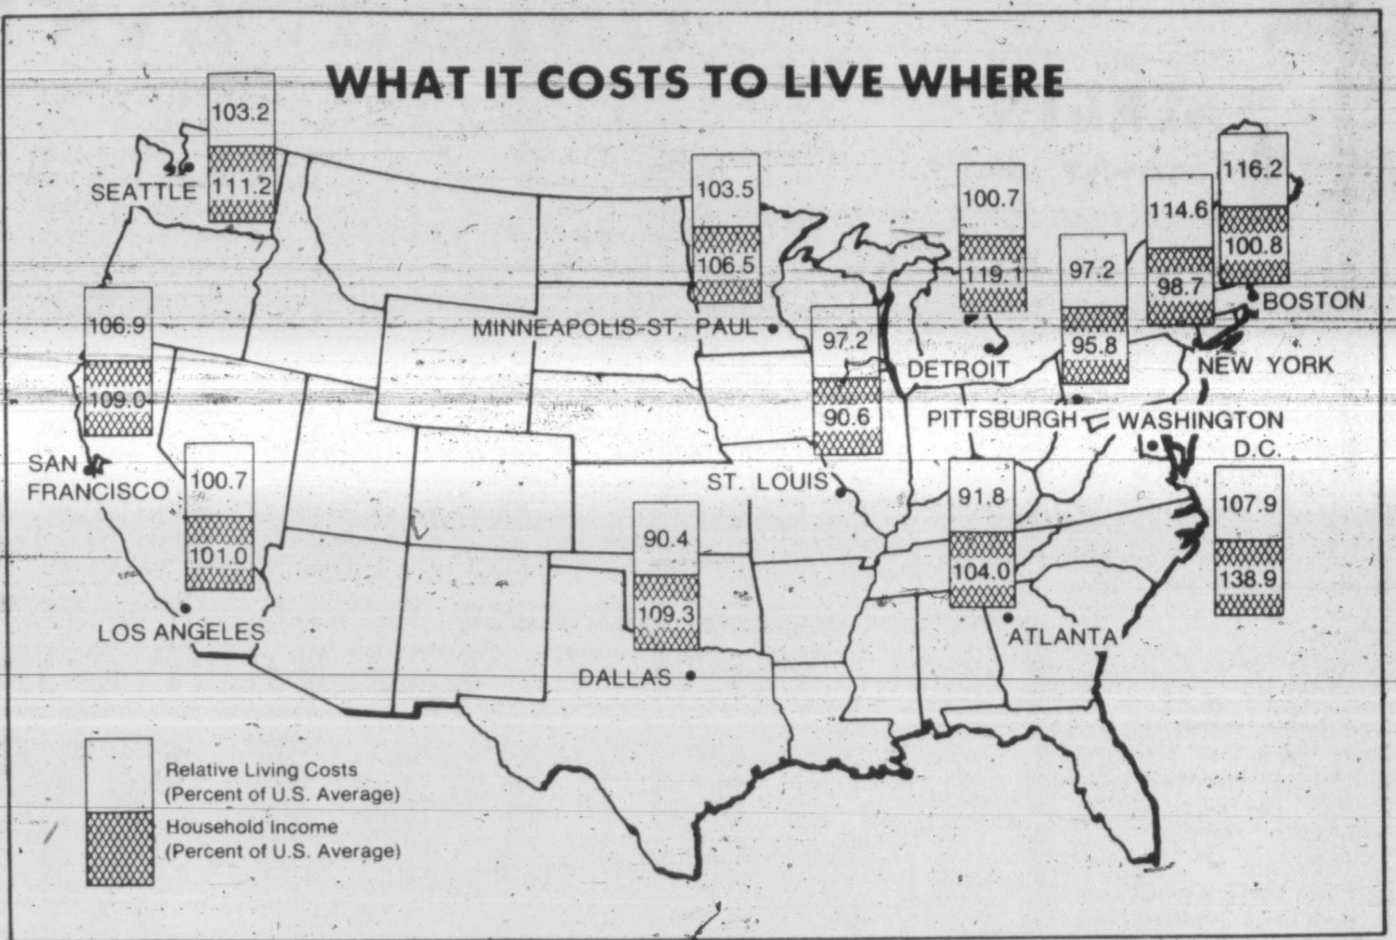 WHAT IT COSTS TO LIVE WHERE
103.2
111.2
SEATTLE
103.5
106.5
MINNEAPOLIS-ST. PAUL
100.7
119.1
DETROIT
116.2
100.8
BOSTON
114.6
98.7
NEW YORK
97.2
95.8
PITTSBURGH
WASHINGTON
D.C.
107.9
138.9
106.9
109.0
SAN
FRANCISCO
97.2
90.6
ST. LOUIS
100.7
101.0
LOS ANGELES
90.4
109.3
DALLAS
91.8
104.0
ATLANTA
Relative Living Costs
(Percent of U.S. Average)
Household Income
(Percent of U.S. Average)